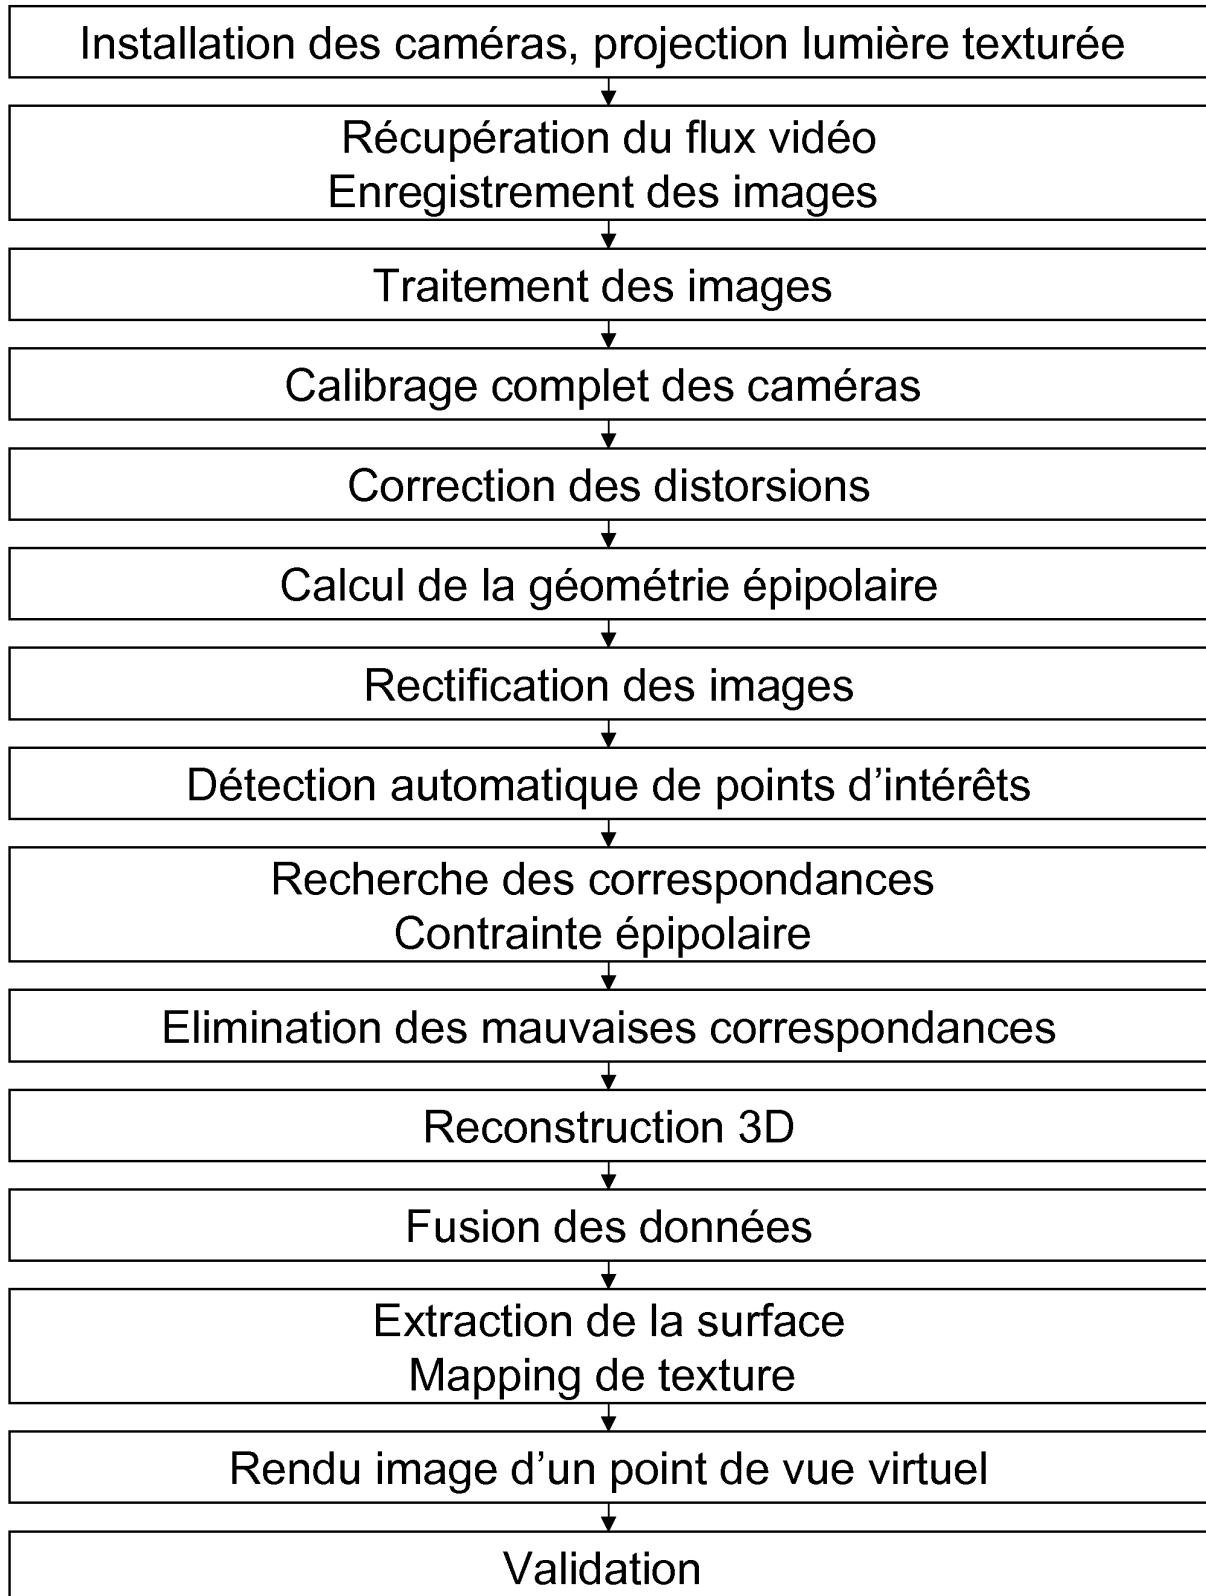 Installation des caméras, projection lumière texturée
Récupération du flux vidéo
Enregistrement des images
Traitement des images
Calibrage complet des caméras
Correction des distorsions
Calcul de la géométrie épipolaire
Rectification des images
Détection automatique de points d’intérêts
Recherche des correspondances
Contrainte épipolaire
Elimination des mauvaises correspondances
Reconstruction 3D
Fusion des données
Extraction de la surface
Mapping de texture
Rendu image d’un point de vue virtuel
Validation